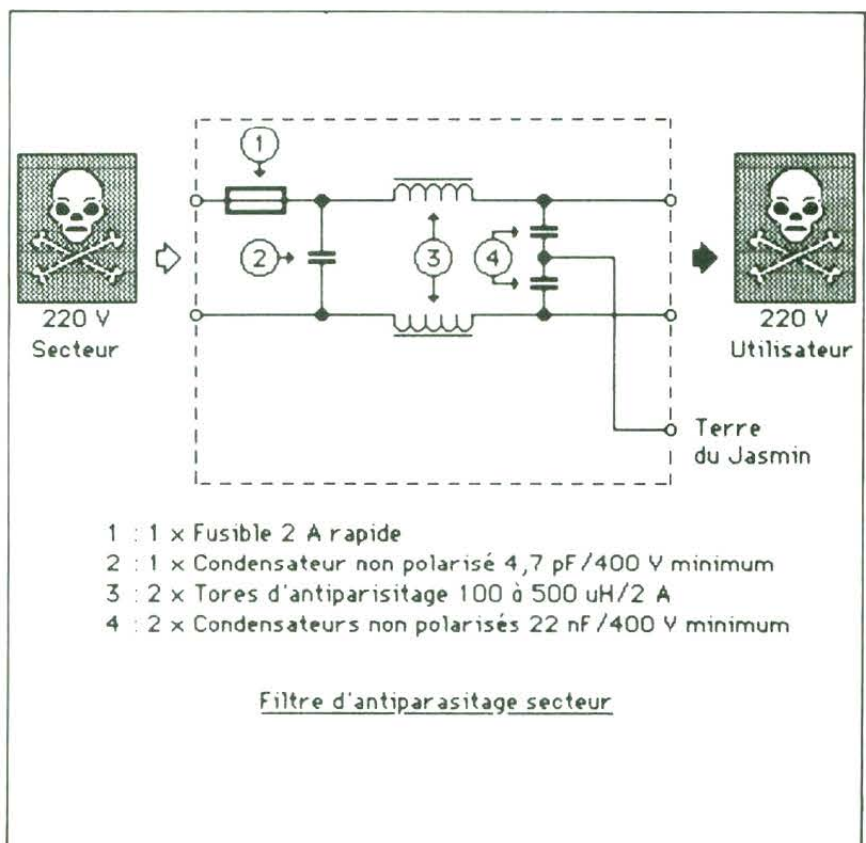 1
2
3
4
220 V
Secteur
220 V
Utilisateur
Terre
du Jasmin
1 : 1 x Fusible 2 A rapide
2 : 1 x Condensateur non polarisé 4,7 pF/400 V minimum
3 : 2 x Tores d'antiparisitage 100 à 500 uH/2 A
4 : 2 x Condensateurs non polarisés 22 nF/400 V minimum
Filtre d'antiparasitage secteur